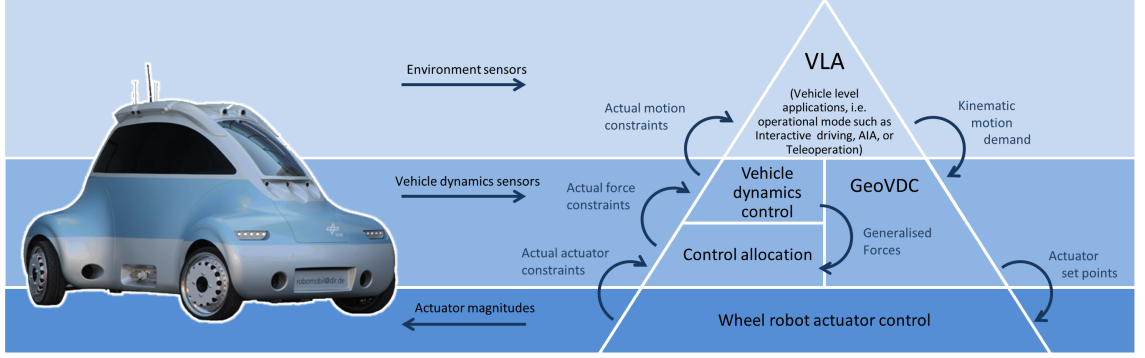 Environment sensors
Vehicle dynamics sensors
Actuator magnitudes
robomobil@dlr.de
DLR
VLA
(Vehicle level
applications, i.e.
operational mode such as
Interactive driving, AIA, or
Teleoperation)
Actual motion
constraints
Kinematic
motion
demand
Actual force
constraints
Vehicle
dynamics
control
GeoVDC
Generalised
Forces
Actual actuator
constraints
Control allocation
Actuator
set points
Wheel robot actuator control